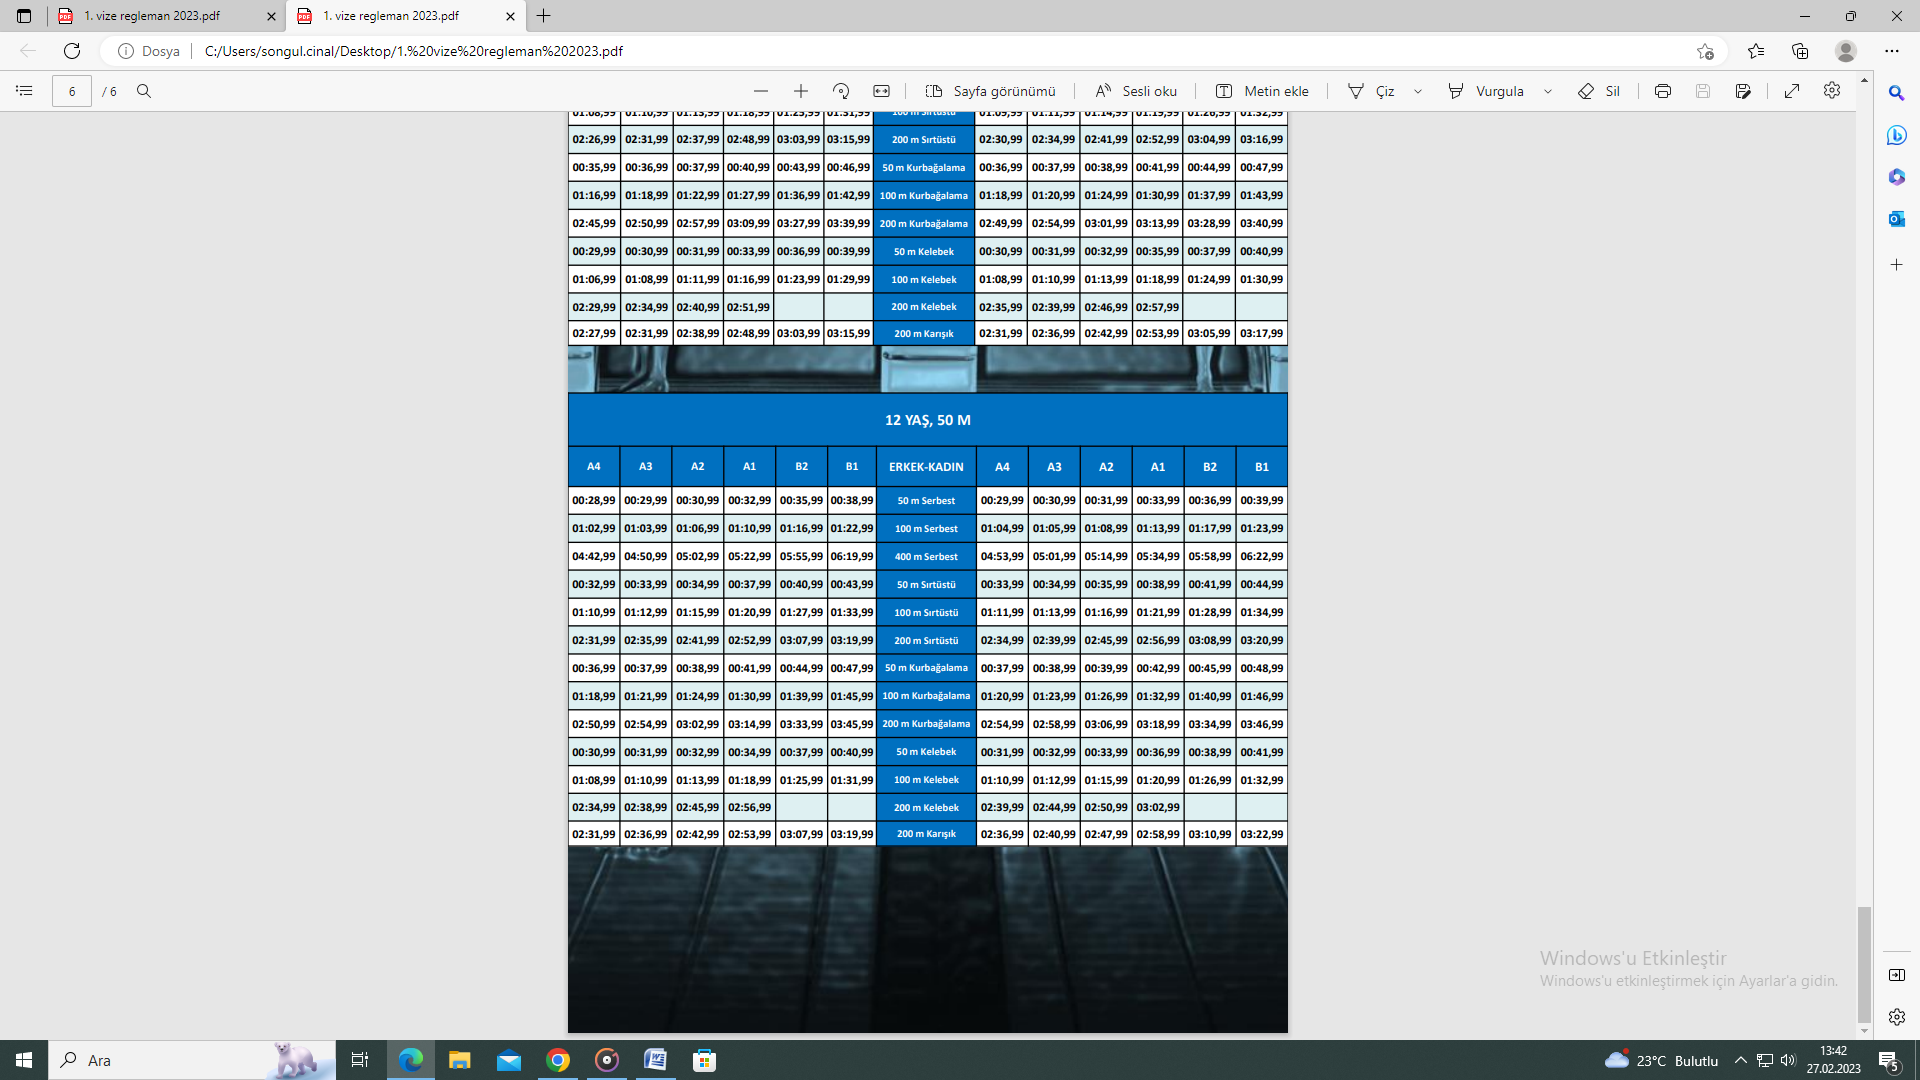 1. vize regleman 2023.pdf
1. vize regleman 2023.pdf
Dosya
C:/Users/songul.cinal/Desktop/1.%20vize%20regleman%202023.pdf
6 / 6 Sayfa görünümü Sesli oku Metin ekle Çiz Vurgula Sil
01:08,99 01:10,99 01:13,99 01:18,99 01:25,99 01:31,99 100 m Sırtüstü 01:09,99 01:11,99 01:14,99 01:19,99 01:26,99 01:32,99
02:26,99 02:31,99 02:37,99 02:48,99 03:03,99 03:15,99 200 m Sırtüstü 02:30,99 02:34,99 02:41,99 02:52,99 03:04,99 03:16,99
00:35,99 00:36,99 00:37,99 00:40,99 00:43,99 00:46,99 50 m Kurbağalama 00:36,99 00:37,99 00:38,99 00:41,99 00:44,99 00:47,99
01:16,99 01:18,99 01:22,99 01:27,99 01:36,99 01:42,99 100 m Kurbağalama 01:18,99 01:20,99 01:24,99 01:30,99 01:37,99 01:43,99
02:45,99 02:50,99 02:57,99 03:09,99 03:27,99 03:39,99 200 m Kurbağalama 02:49,99 02:54,99 03:01,99 03:13,99 03:28,99 03:40,99
00:29,99 00:30,99 00:31,99 00:33,99 00:36,99 00:39,99 50 m Kelebek 00:30,99 00:31,99 00:32,99 00:35,99 00:37,99 00:40,99
01:06,99 01:08,99 01:11,99 01:16,99 01:23,99 01:29,99 100 m Kelebek 01:08,99 01:10,99 01:13,99 01:18,99 01:24,99 01:30,99
02:29,99 02:34,99 02:40,99 02:51,99 200 m Kelebek 02:35,99 02:39,99 02:46,99 02:57,99
02:27,99 02:31,99 02:38,99 02:48,99 03:03,99 03:15,99 200 m Karışık 02:31,99 02:36,99 02:42,99 02:53,99 03:05,99 03:17,99
12 YAŞ, 50 M
A4 A3 A2 A1 B2 B1 ERKEK-KADIN A4 A3 A2 A1 B2 B1
00:28,99 00:29,99 00:30,99 00:32,99 00:35,99 00:38,99 50 m Serbest 00:29,99 00:30,99 00:31,99 00:33,99 00:36,99 00:39,99
01:02,99 01:03,99 01:06,99 01:10,99 01:16,99 01:22,99 100 m Serbest 01:04,99 01:05,99 01:08,99 01:13,99 01:17,99 01:23,99
04:42,99 04:50,99 05:02,99 05:22,99 05:55,99 06:19,99 400 m Serbest 04:53,99 05:01,99 05:14,99 05:34,99 05:58,99 06:22,99
00:32,99 00:33,99 00:34,99 00:37,99 00:40,99 00:43,99 50 m Sırtüstü 00:33,99 00:34,99 00:35,99 00:38,99 00:41,99 00:44,99
01:10,99 01:12,99 01:15,99 01:20,99 01:27,99 01:33,99 100 m Sırtüstü 01:11,99 01:13,99 01:16,99 01:21,99 01:28,99 01:34,99
02:31,99 02:35,99 02:41,99 02:52,99 03:07,99 03:19,99 200 m Sırtüstü 02:34,99 02:39,99 02:45,99 02:56,99 03:08,99 03:20,99
00:36,99 00:37,99 00:38,99 00:41,99 00:44,99 00:47,99 50 m Kurbağalama 00:37,99 00:38,99 00:39,99 00:42,99 00:45,99 00:48,99
01:18,99 01:21,99 01:24,99 01:30,99 01:39,99 01:45,99 100 m Kurbağalama 01:20,99 01:23,99 01:26,99 01:32,99 01:40,99 01:46,99
02:50,99 02:54,99 03:02,99 03:14,99 03:33,99 03:45,99 200 m Kurbağalama 02:54,99 02:58,99 03:06,99 03:18,99 03:34,99 03:46,99
00:30,99 00:31,99 00:32,99 00:34,99 00:37,99 00:40,99 50 m Kelebek 00:31,99 00:32,99 00:33,99 00:36,99 00:38,99 00:41,99
01:08,99 01:10,99 01:13,99 01:18,99 01:25,99 01:31,99 100 m Kelebek 01:10,99 01:12,99 01:15,99 01:20,99 01:26,99 01:32,99
02:34,99 02:38,99 02:45,99 02:56,99 200 m Kelebek 02:39,99 02:44,99 02:50,99 03:02,99
02:31,99 02:36,99 02:42,99 02:53,99 03:07,99 03:19,99 200 m Karışık 02:36,99 02:40,99 02:47,99 02:58,99 03:10,99 03:22,99
Windows'u Etkinleştir
Windows'u etkinleştirmek için Ayarlar'a gidin.
Ara
23°C Bulutlu
13:42
27.02.2023
5